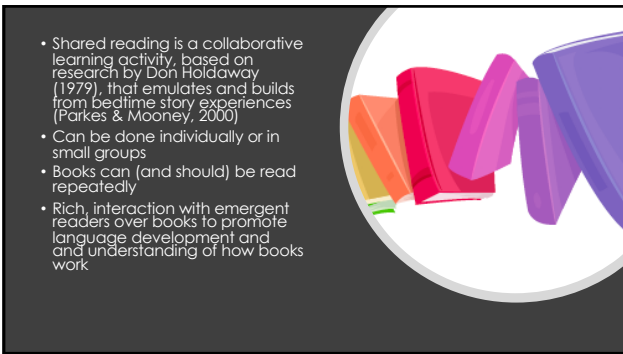 • Shared reading is a collaborative
learning activity, based on
research by Don Holdaway
(1979), that emulates and builds
from bedtime story experiences
(Parkes & Mooney, 2000)
• Can be done individually or in
small groups
• Books can (and should) be read
repeatedly
• Rich, interaction with emergent
readers over books to promote
language development and
and understanding of how books
work